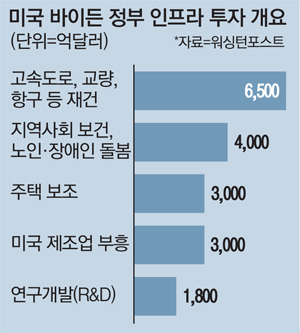 미국 바이든 정부 인프라 투자 개요
(단위=억달러)
*자료=워싱턴포스트
고속도로, 교량,
항구 등 재건
6,500
지역사회 보건,
노인·장애인 돌봄
4,000
주택 보조
3,000
미국 제조업 부흥
3,000
연구개발(R&D)
1,800